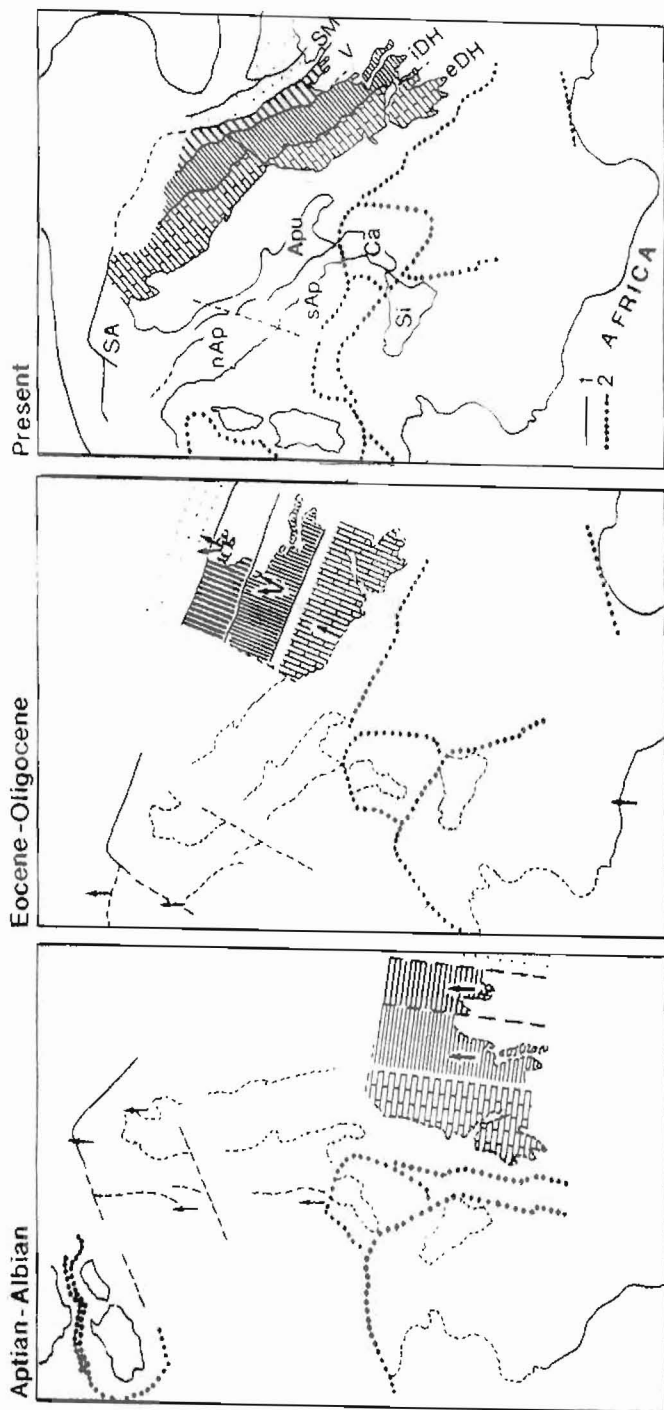 Aptian-Albian
Eocene-Oligocene
Present
SM
V
iDH
eDH
SA
nAp
Apu
sAp
Ca
Si
1
2
AFRICA